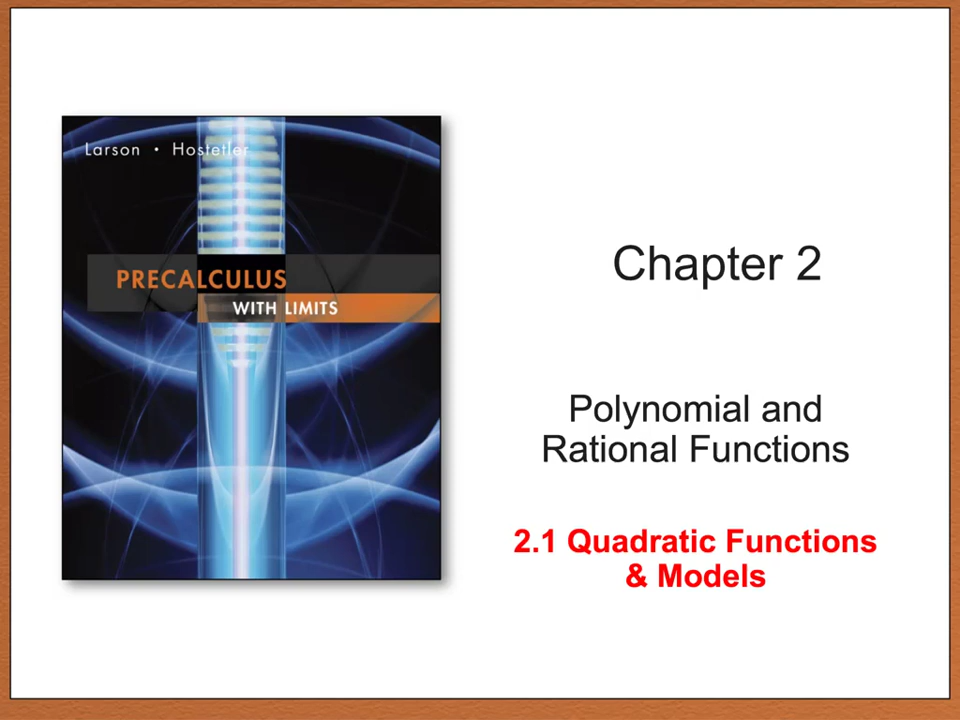 Larson • Hostetler
PRECALCULUS
WITH LIMITS
Chapter 2
Polynomial and
Rational Functions
2.1 Quadratic Functions
& Models